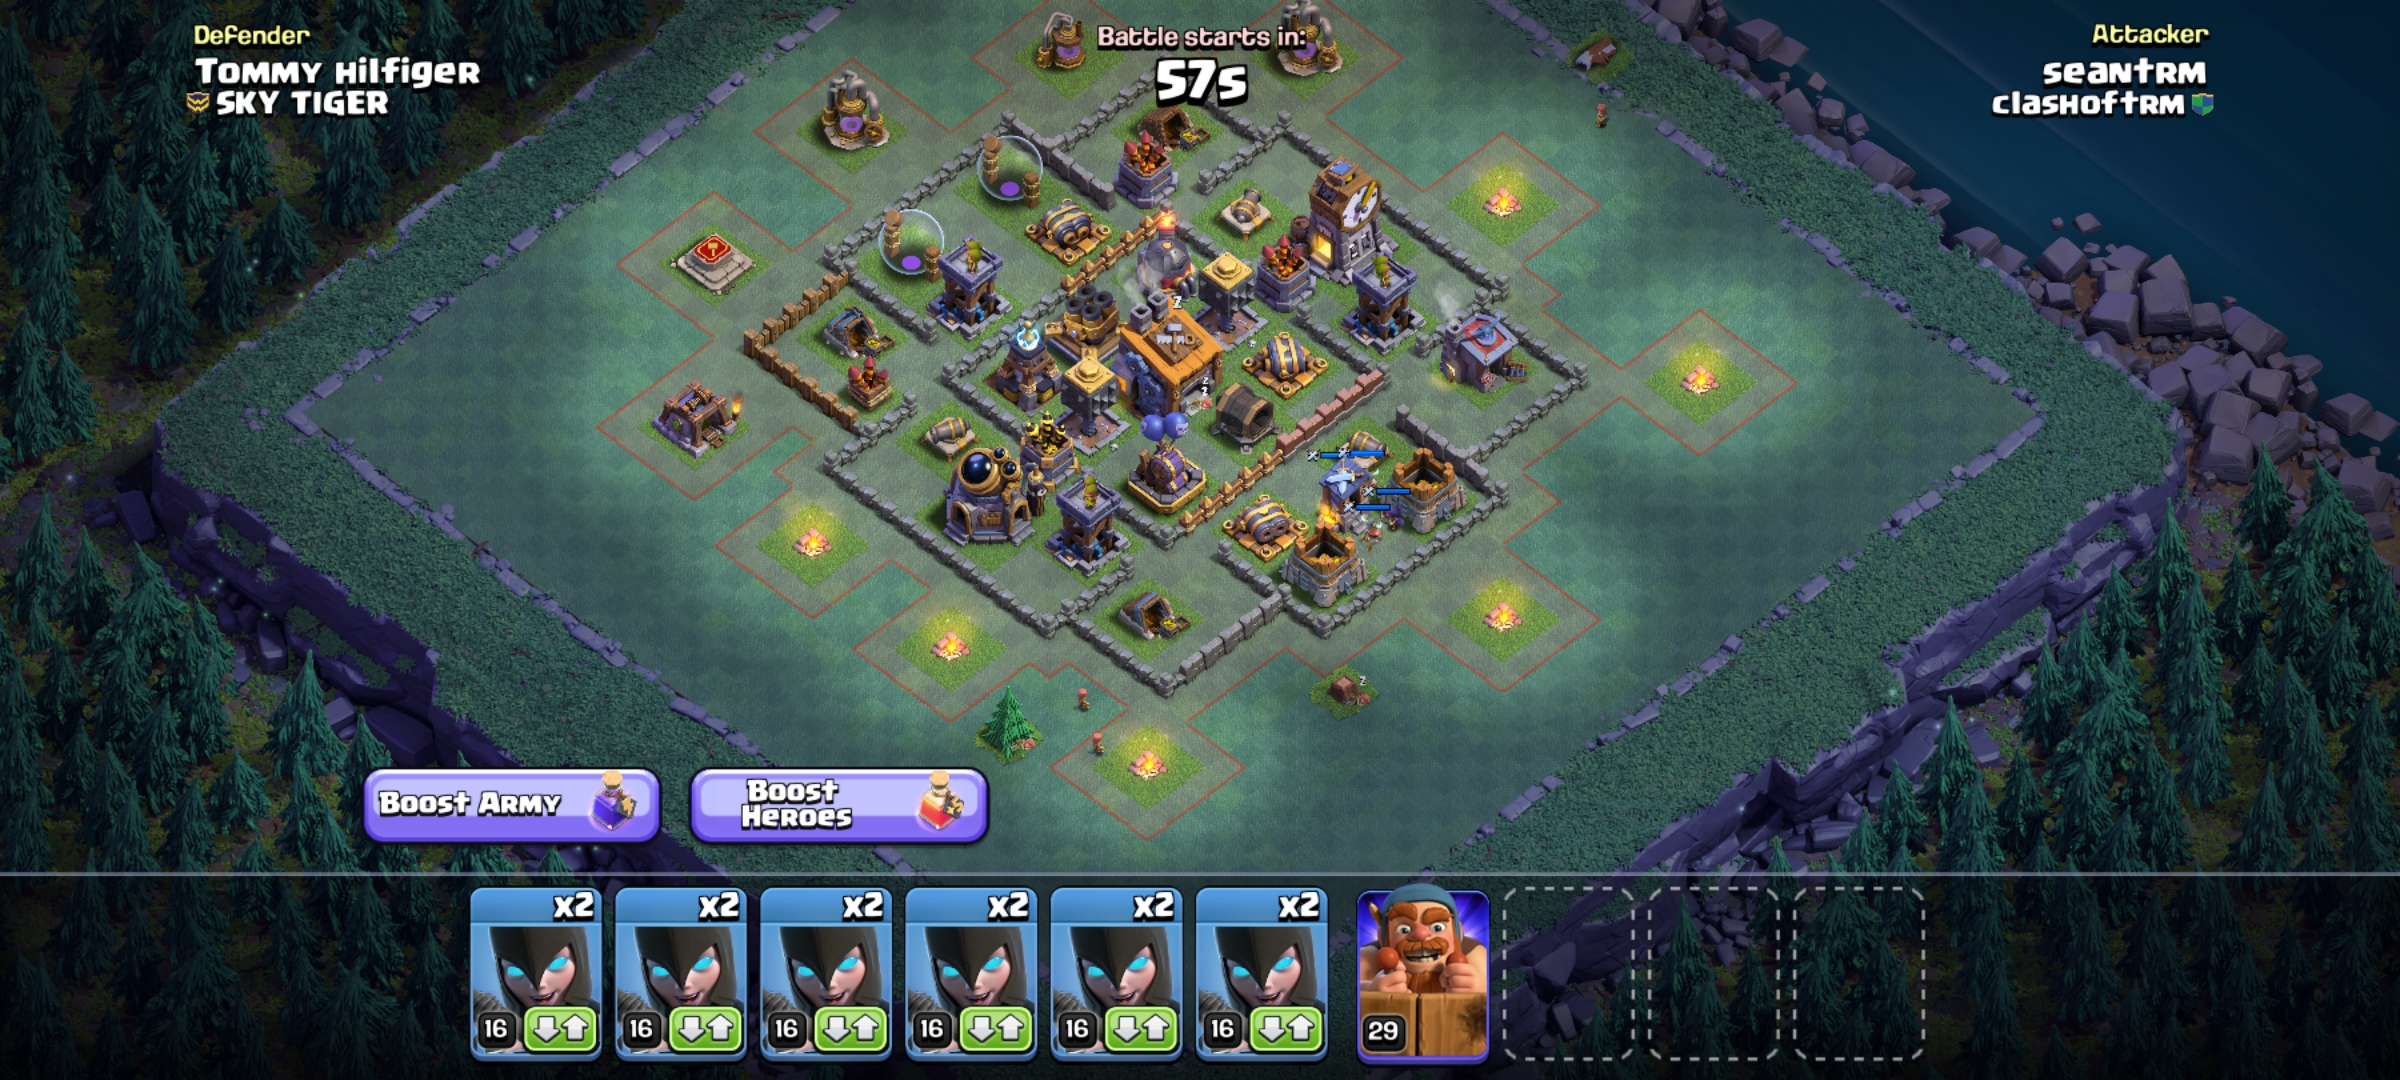 Defender
Tommy Hilfiger
SKY TIGER
Battle starts in:
57s
Attacker
seantrm
clashoftrm
Boost Army
Boost
Heroes
x2
x2
x2
x2
x2
x2
16
16
16
16
16
16
29